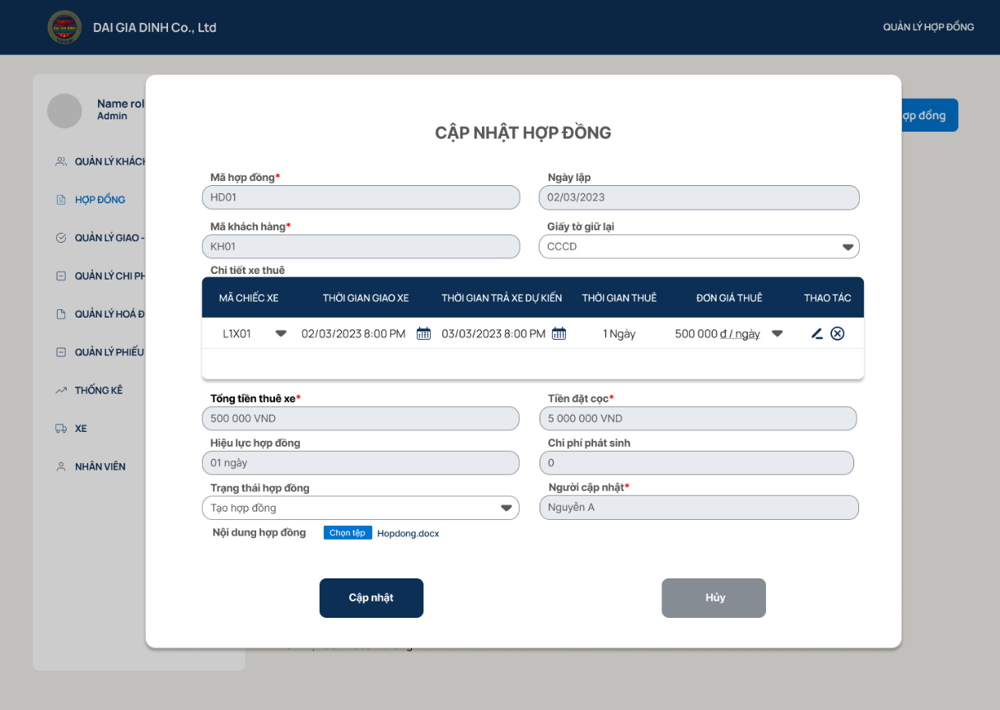 DAI GIA DINH
DAI GIA DINH Co., Ltd
QUẢN LÝ HỢP ĐỒNG
Name rol
Admin
QUẢN LÝ KHÁCH
HỢP ĐỒNG
QUẢN LÝ GIAO -
QUẢN LÝ CHI PH
QUẢN LÝ HOÁ Đ
QUẢN LÝ PHIẾU
THỐNG KÊ
XE
NHÂN VIÊN
ợp đồng
CẬP NHẬT HỢP ĐỒNG
Mã hợp đồng* Ngày lập
HD01 02/03/2023
Mã khách hàng* Giấy tờ giữ lại
KH01 CCCD
Chi tiết xe thuê
MÃ CHIẾC XE THỜI GIAN GIAO XE THỜI GIAN TRẢ XE DỰ KIẾN THỜI GIAN THUÊ ĐƠN GIÁ THUÊ THAO TÁC
L1X01 02/03/2023 8:00 PM 03/03/2023 8:00 PM 1 Ngày 500 000 đ / ngày
Tổng tiền thuê xe* Tiền đặt cọc*
500 000 VND 5 000 000 VND
Hiệu lực hợp đồng Chi phí phát sinh
01 ngày 0
Trạng thái hợp đồng Người cập nhật*
Tạo hợp đồng Nguyễn A
Nội dung hợp đồng Chọn tệp Hopdong.docx
Cập nhật Hủy